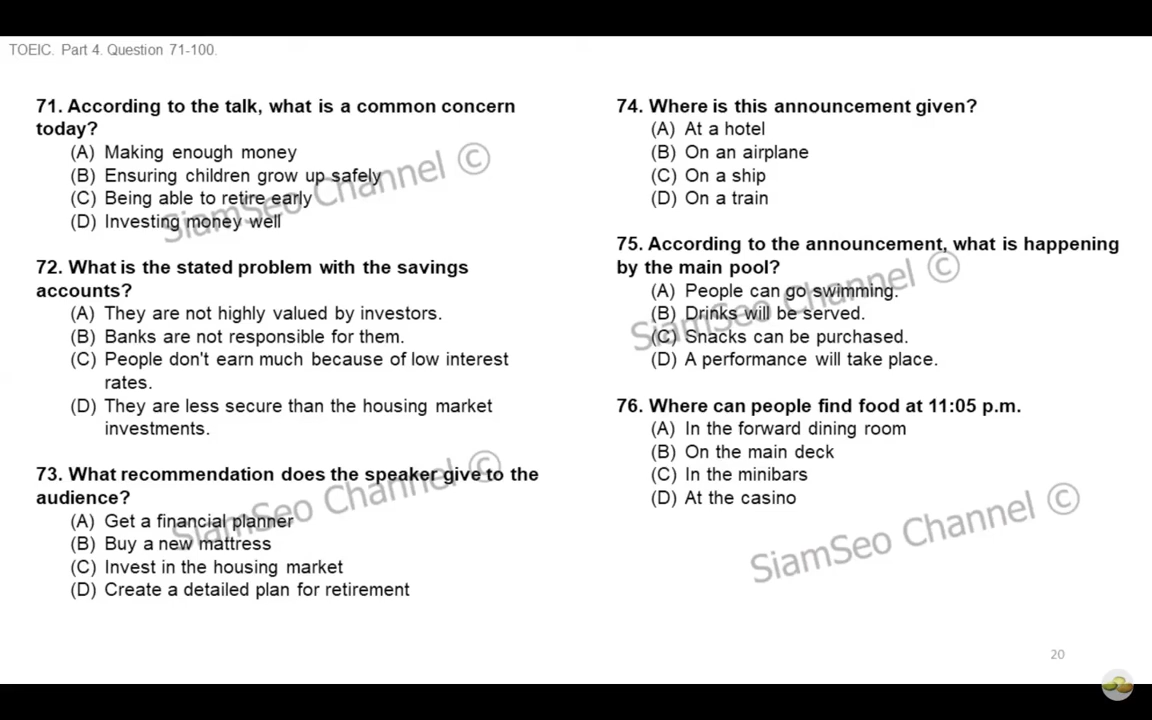 TOEIC. Part 4. Question 71-100.
71. According to the talk, what is a common concern
today?
(A) Making enough money
(B) Ensuring children grow up safely
(C) Being able to retire early
(D) Investing money well
72. What is the stated problem with the savings
accounts?
(A) They are not highly valued by investors.
(B) Banks are not responsible for them.
(C) People don't earn much because of low interest
rates.
(D) They are less secure than the housing market
investments.
73. What recommendation does the speaker give to the
audience?
(A) Get a financial planner
(B) Buy a new mattress
(C) Invest in the housing market
(D) Create a detailed plan for retirement
SiamSeo Channel ©
SiamSeo Channel ©
74. Where is this announcement given?
(A) At a hotel
(B) On an airplane
(C) On a ship
(D) On a train
75. According to the announcement, what is happening
by the main pool?
(A) People can go swimming.
(B) Drinks will be served.
(C) Snacks can be purchased.
(D) A performance will take place.
76. Where can people find food at 11:05 p.m.
(A) In the forward dining room
(B) On the main deck
(C) In the minibars
(D) At the casino
SiamSeo Channel ©
SiamSeo Channel ©
20